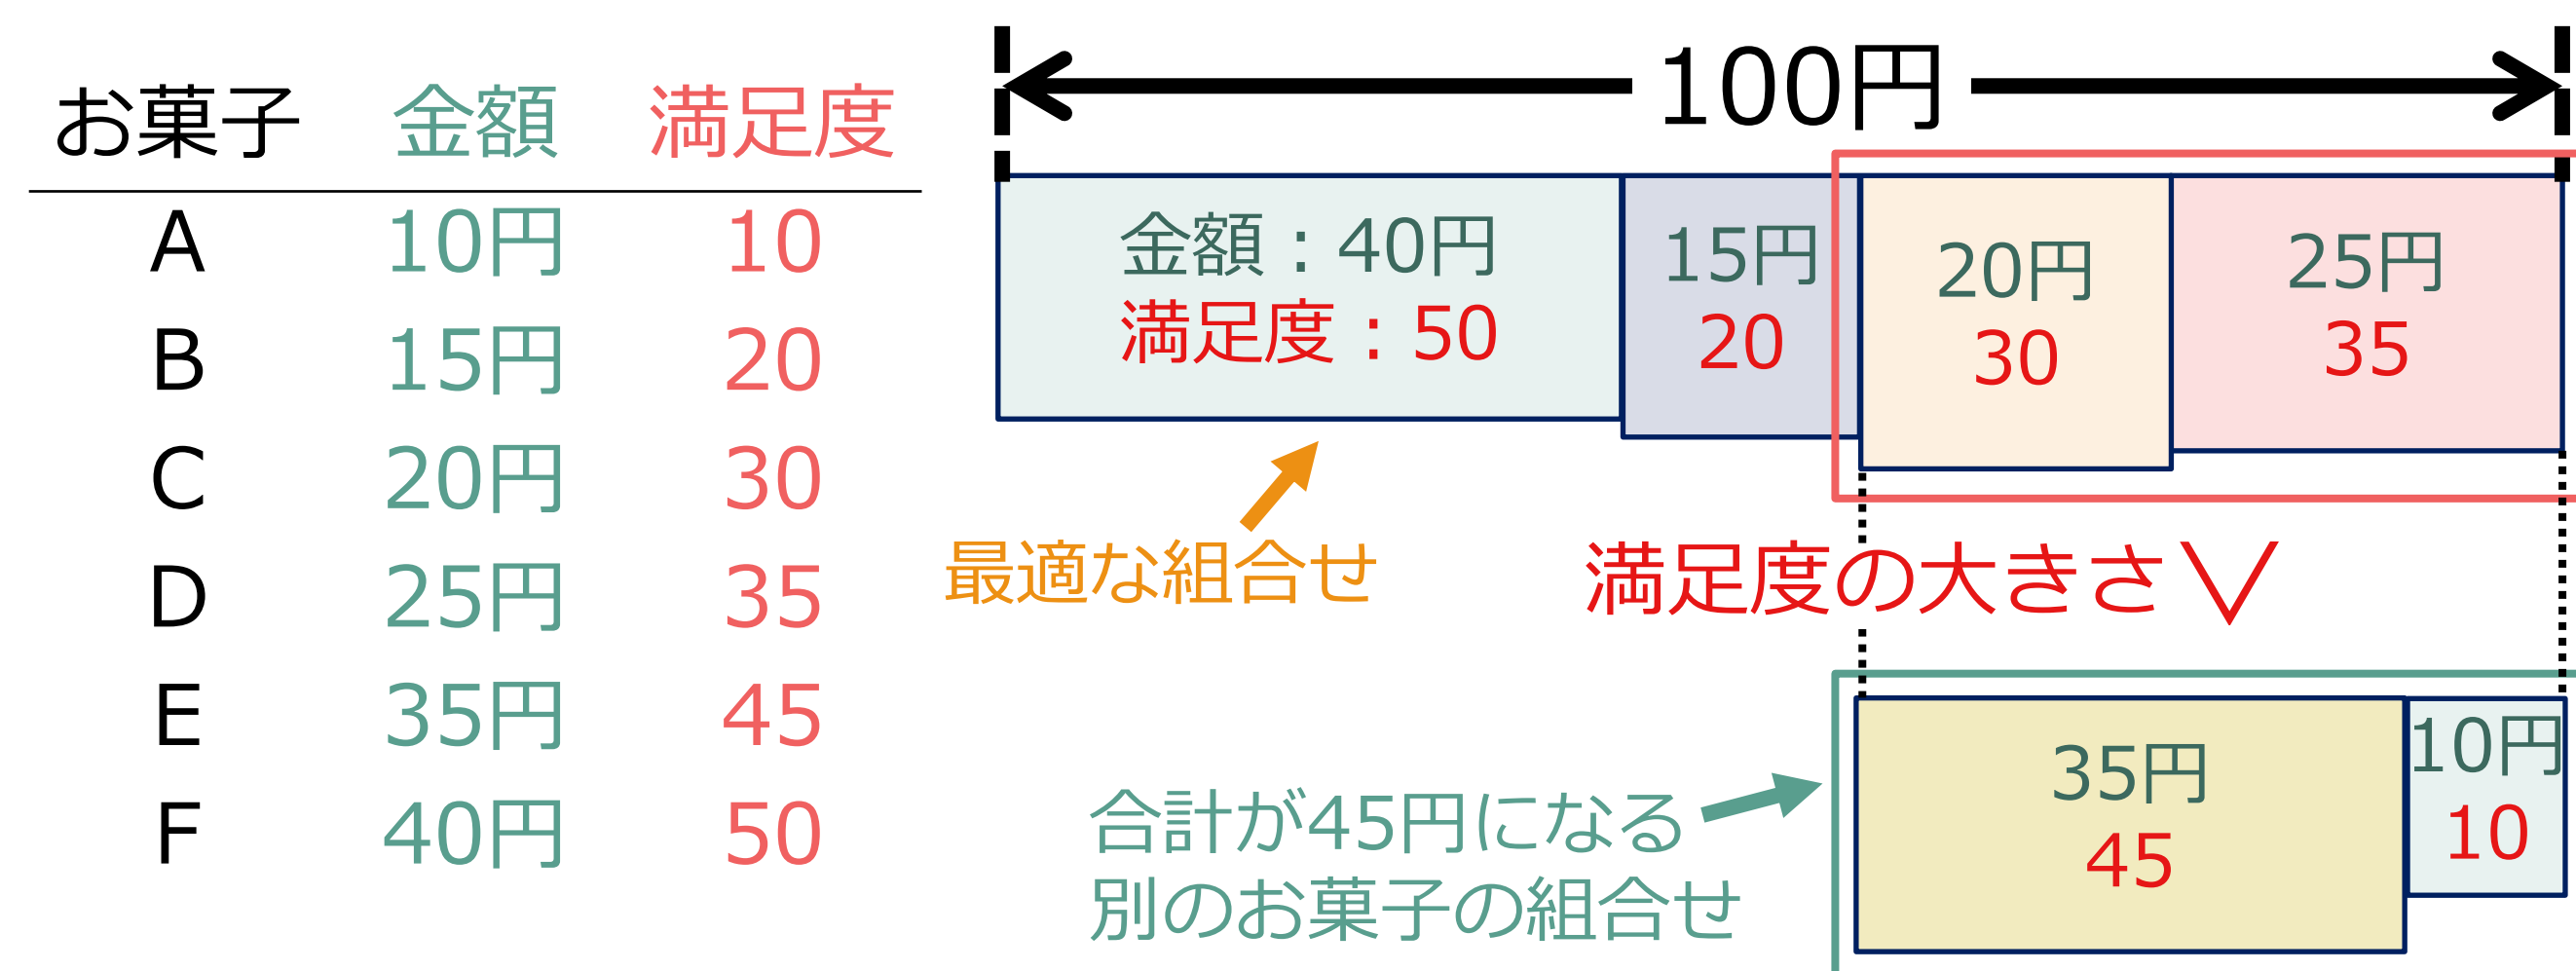 お菓子 金額 満足度
A 10円 10
B 15円 20
C 20円 30
D 25円 35
E 35円 45
F 40円 50
100円
金額：40円
満足度：50
15円
20
20円
30
25円
35
最適な組合せ
満足度の大きさ
35円
45
10円
10
合計が45円になる
別のお菓子の組合せ